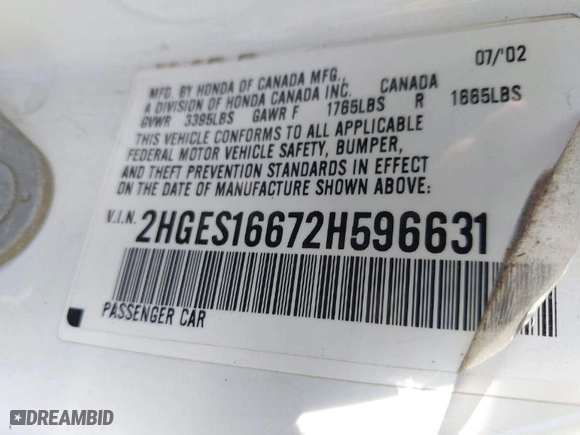 07/'02
MFD. BY HONDA OF CANADA MFG.,
A DIVISION OF HONDA CANADA INC. CANADA
GVWR 3395LBS GAWR F 1765LBS R 1665LBS
THIS VEHICLE CONFORMS TO ALL APPLICABLE
FEDERAL MOTOR VEHICLE SAFETY, BUMPER,
AND THEFT PREVENTION STANDARDS IN EFFECT
ON THE DATE OF MANUFACTURE SHOWN ABOVE:
V.I.N. 2HGES16672H596631
PASSENGER CAR
DREAMBID